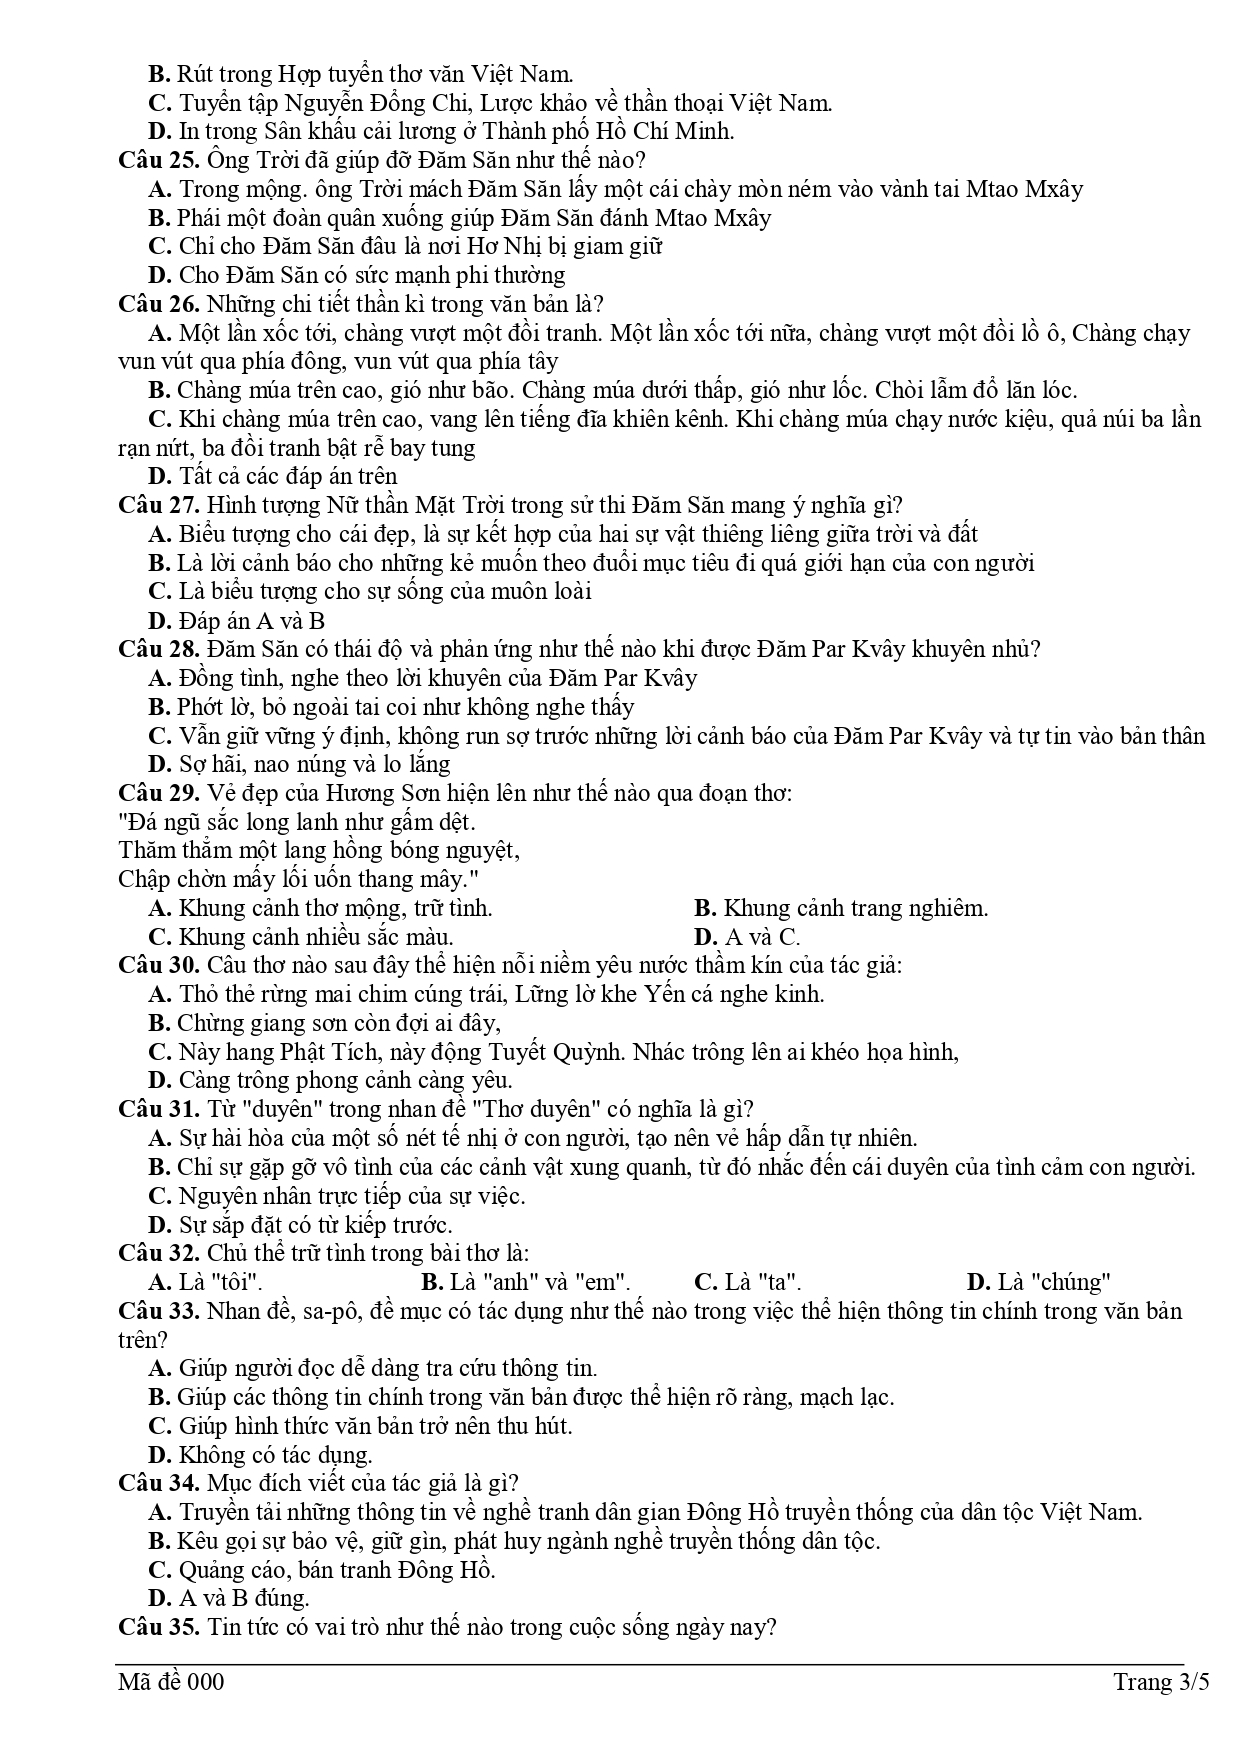 B. Rút trong Hợp tuyển thơ văn Việt Nam.
C. Tuyển tập Nguyễn Đổng Chi, Lược khảo về thần thoại Việt Nam.
D. In trong Sân khấu cải lương ở Thành phố Hồ Chí Minh.
Câu 25. Ông Trời đã giúp đỡ Đăm Săn như thế nào?
A. Trong mộng. ông Trời mách Đăm Săn lấy một cái chày mòn ném vào vành tai Mtao Mxây
B. Phái một đoàn quân xuống giúp Đăm Săn đánh Mtao Mxây
C. Chỉ cho Đăm Săn đâu là nơi Hơ Nhị bị giam giữ
D. Cho Đăm Săn có sức mạnh phi thường
Câu 26. Những chi tiết thần kì trong văn bản là?
A. Một lần xốc tới, chàng vượt một đồi tranh. Một lần xốc tới nữa, chàng vượt một đồi lồ ô, Chàng chạy
vun vút qua phía đông, vun vút qua phía tây
B. Chàng múa trên cao, gió như bão. Chàng múa dưới thấp, gió như lốc. Chòi lẫm đổ lăn lóc.
C. Khi chàng múa trên cao, vang lên tiếng đĩa khiên kênh. Khi chàng múa chạy nước kiệu, quả núi ba lần
rạn nứt, ba đồi tranh bật rễ bay tung
D. Tất cả các đáp án trên
Câu 27. Hình tượng Nữ thần Mặt Trời trong sử thi Đăm Săn mang ý nghĩa gì?
A. Biểu tượng cho cái đẹp, là sự kết hợp của hai sự vật thiêng liêng giữa trời và đất
B. Là lời cảnh báo cho những kẻ muốn theo đuổi mục tiêu đi quá giới hạn của con người
C. Là biểu tượng cho sự sống của muôn loài
D. Đáp án A và B
Câu 28. Đăm Săn có thái độ và phản ứng như thế nào khi được Đăm Par Kvây khuyên nhủ?
A. Đồng tình, nghe theo lời khuyên của Đăm Par Kvây
B. Phớt lờ, bỏ ngoài tai coi như không nghe thấy
C. Vẫn giữ vững ý định, không run sợ trước những lời cảnh báo của Đăm Par Kvây và tự tin vào bản thân
D. Sợ hãi, nao núng và lo lắng
Câu 29. Vẻ đẹp của Hương Sơn hiện lên như thế nào qua đoạn thơ:
"Đá ngũ sắc long lanh như gấm dệt.
Thăm thẳm một lang hồng bóng nguyệt,
Chập chờn mấy lối uốn thang mây."
A. Khung cảnh thơ mộng, trữ tình. B. Khung cảnh trang nghiêm.
C. Khung cảnh nhiều sắc màu. D. A và C.
Câu 30. Câu thơ nào sau đây thể hiện nỗi niềm yêu nước thầm kín của tác giả:
A. Thỏ thẻ rừng mai chim cúng trái, Lững lờ khe Yến cá nghe kinh.
B. Chừng giang sơn còn đợi ai đây,
C. Này hang Phật Tích, này động Tuyết Quỳnh. Nhác trông lên ai khéo họa hình,
D. Càng trông phong cảnh càng yêu.
Câu 31. Từ "duyên" trong nhan đề "Thơ duyên" có nghĩa là gì?
A. Sự hài hòa của một số nét tế nhị ở con người, tạo nên vẻ hấp dẫn tự nhiên.
B. Chỉ sự gặp gỡ vô tình của các cảnh vật xung quanh, từ đó nhắc đến cái duyên của tình cảm con người.
C. Nguyên nhân trực tiếp của sự việc.
D. Sự sắp đặt có từ kiếp trước.
Câu 32. Chủ thể trữ tình trong bài thơ là:
A. Là "tôi". B. Là "anh" và "em". C. Là "ta". D. Là "chúng"
Câu 33. Nhan đề, sa-pô, đề mục có tác dụng như thế nào trong việc thể hiện thông tin chính trong văn bản
trên?
A. Giúp người đọc dễ dàng tra cứu thông tin.
B. Giúp các thông tin chính trong văn bản được thể hiện rõ ràng, mạch lạc.
C. Giúp hình thức văn bản trở nên thu hút.
D. Không có tác dụng.
Câu 34. Mục đích viết của tác giả là gì?
A. Truyền tải những thông tin về nghề tranh dân gian Đông Hồ truyền thống của dân tộc Việt Nam.
B. Kêu gọi sự bảo vệ, giữ gìn, phát huy ngành nghề truyền thống dân tộc.
C. Quảng cáo, bán tranh Đông Hồ.
D. A và B đúng.
Câu 35. Tin tức có vai trò như thế nào trong cuộc sống ngày nay?
Mã đề 000 Trang 3/5